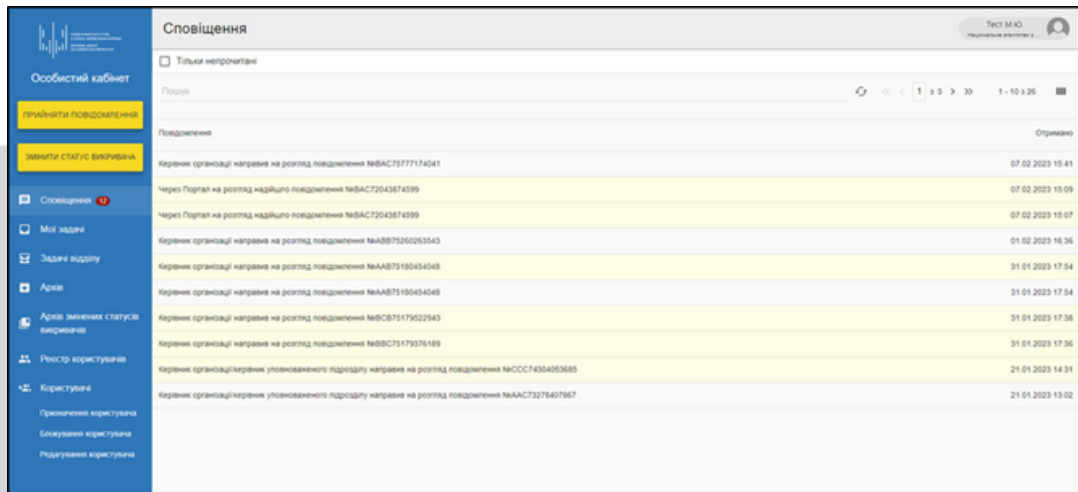 Сповіщення
Тест М.Ю.
Національне агентство з ...
Особистий кабінет
ПРИЙНЯТИ ПОВІДОМЛЕННЯ
ЗМІНИТИ СТАТУС ВИКРИВАЧА
Сповіщення 12
Мої задачі
Задачі відділу
Архів
Архів змінених статусів
викривачів
Реєстр користувачів
Користувачі
Призначення користувача
Блокування користувача
Редагування користувача
Тільки непрочитані
Пошук
1 з 3
1 - 10 з 26
Повідомлення Отримано
Керівник організації направив на розгляд повідомлення №BAC75777174041 07.02.2023 15:41
Через Портал на розгляд надійшло повідомлення №BAC72043874599 07.02.2023 15:09
Через Портал на розгляд надійшло повідомлення №BAC72043874599 07.02.2023 15:07
Керівник організації направив на розгляд повідомлення №ABB75260263543 01.02.2023 16:36
Керівник організації направив на розгляд повідомлення №AAB75180454048 31.01.2023 17:54
Керівник організації направив на розгляд повідомлення №AAB75180454048 31.01.2023 17:54
Керівник організації направив на розгляд повідомлення №BCB75179522943 31.01.2023 17:38
Керівник організації направив на розгляд повідомлення №BBC75179376189 31.01.2023 17:36
Керівник організації/керівник уповноваженого підрозділу направив на розгляд повідомлення №CCC74304053685 21.01.2023 14:31
Керівник організації/керівник уповноваженого підрозділу направив на розгляд повідомлення №AAC73278407867 21.01.2023 13:02